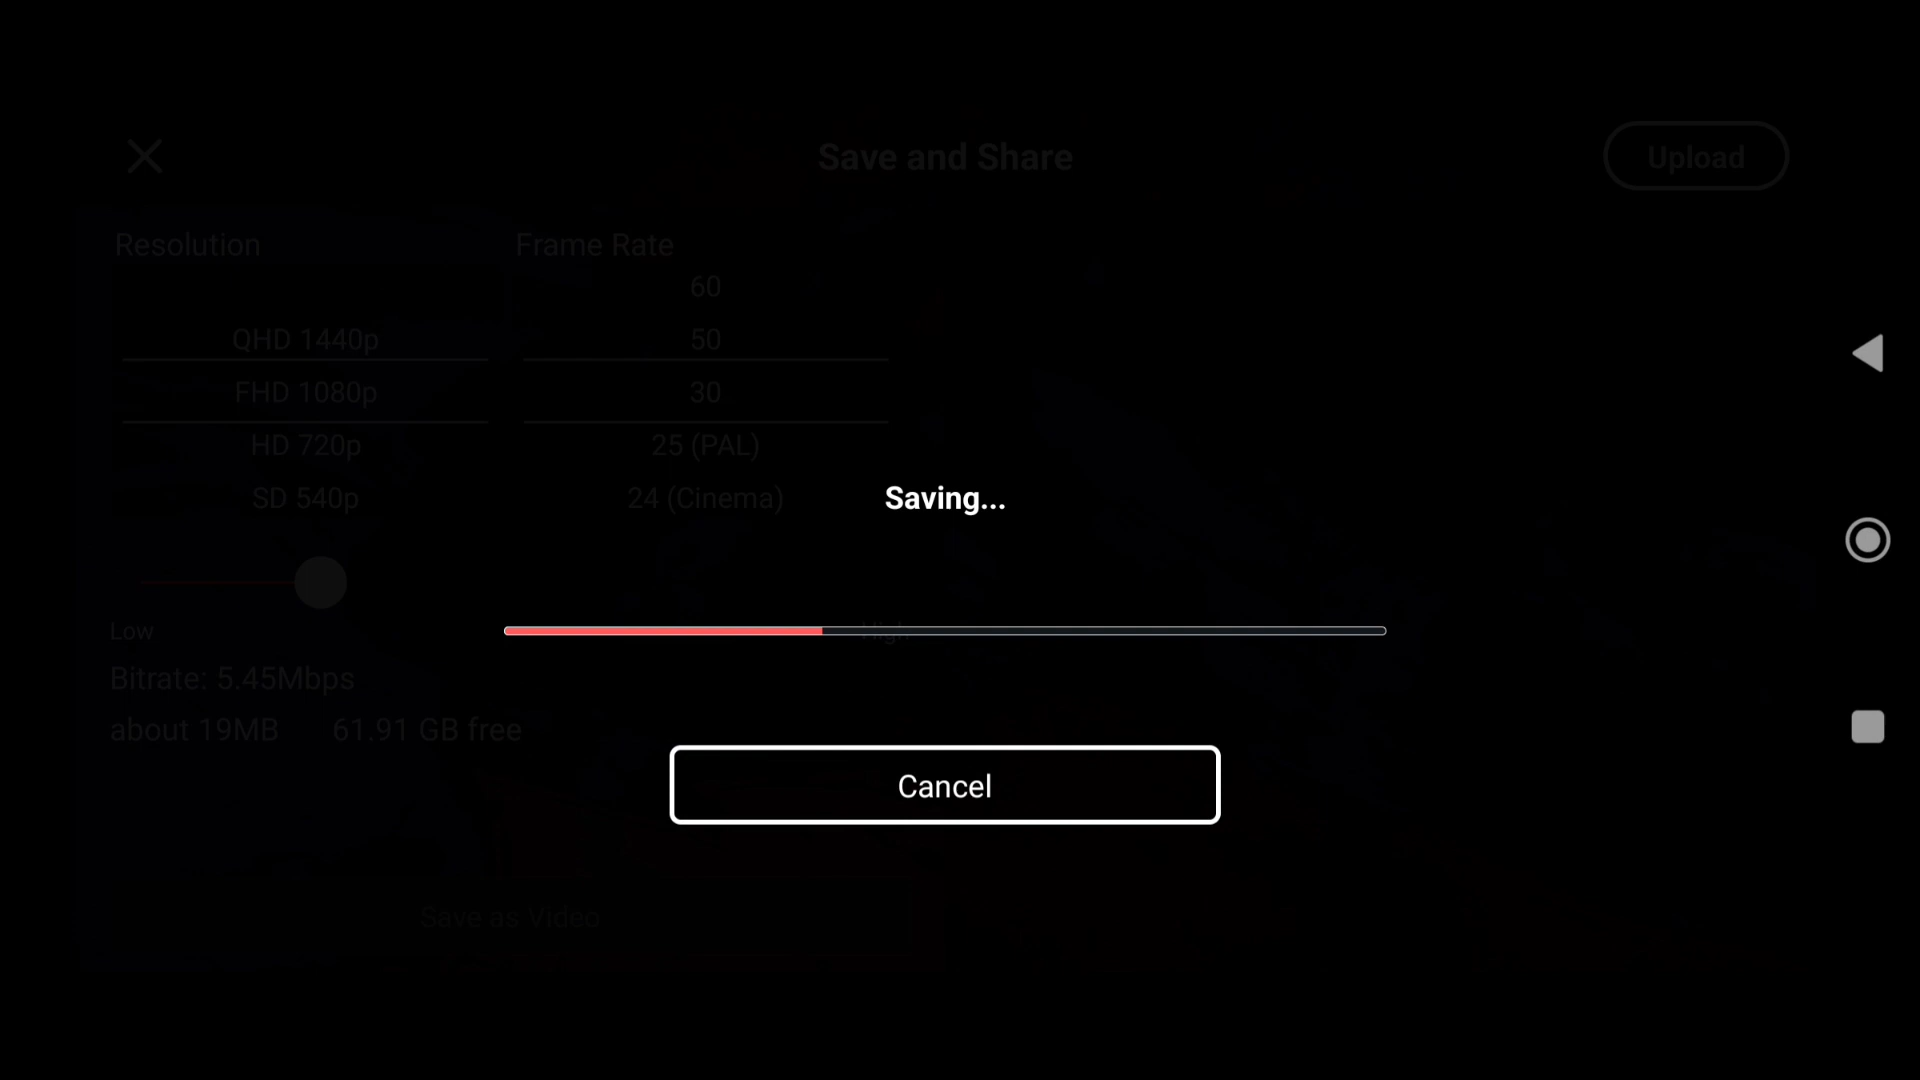 Save and Share
Upload
Resolution
Frame Rate
60
QHD 1440p
50
FHD 1080p
30
HD 720p
25 (PAL)
SD 540p
24 (Cinema)
Saving...
Low
High
Bitrate: 5.45Mbps
about 19MB
61.91 GB free
Cancel
Save as Video